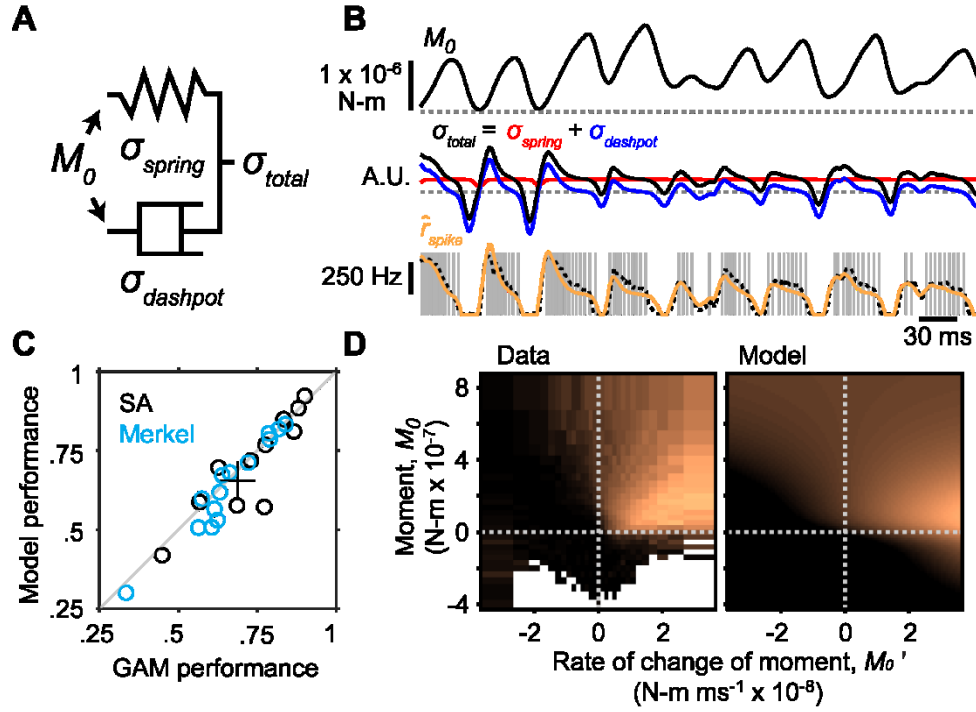 A
M₀
σspring
σtotal
σdashpot
B
M₀
1 x 10⁻⁶
N-m
σtotal = σspring + σdashpot
A.U.
r̂spike
250 Hz
30 ms
C
1
.75
.5
.25
SA
Merkel
Model performance
.25 .5 .75 1
GAM performance
D
Data Model
8
4
0
-4
Moment, M₀
(N-m x 10⁻⁷)
-2 0 2 -2 0 2
Rate of change of moment, M₀'
(N-m ms⁻¹ x 10⁻⁸)